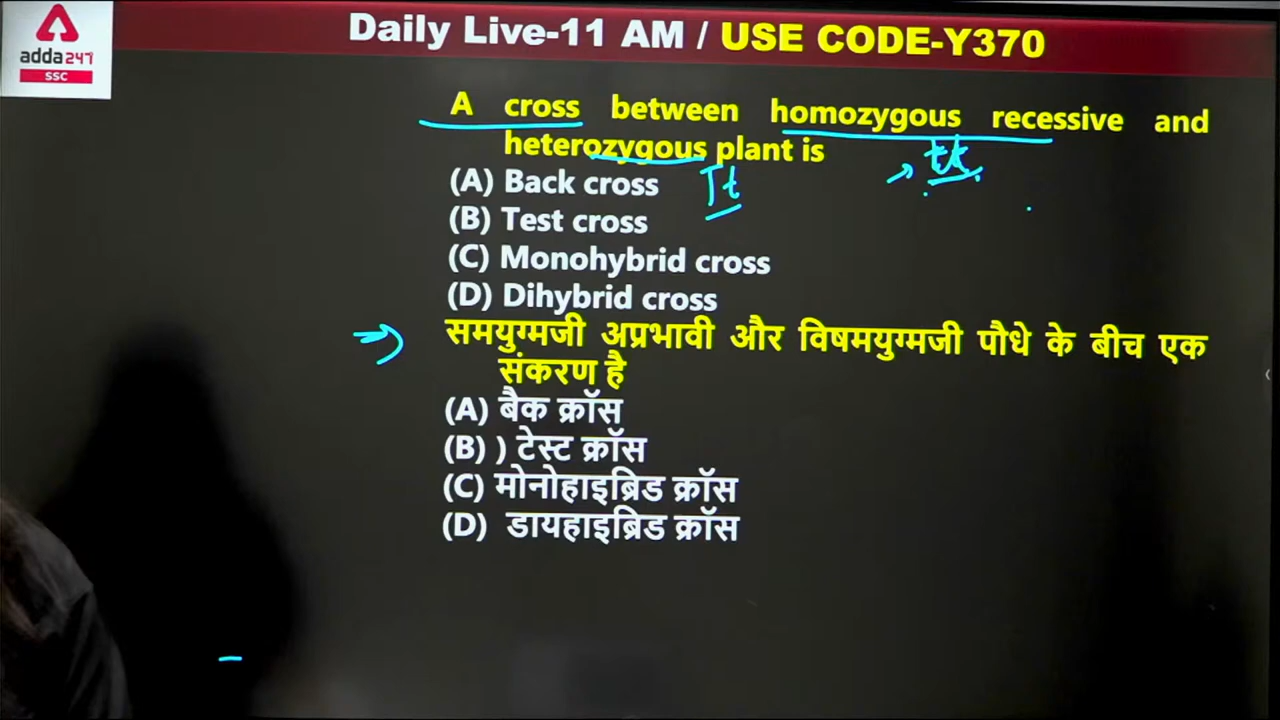 Daily Live-11 AM / USE CODE-Y370
adda247
SSC
A cross between homozygous recessive and
heterozygous plant is
tt
(A) Back cross
Tt
(B) Test cross
(C) Monohybrid cross
(D) Dihybrid cross
समयुग्मजी अप्रभावी और विषमयुग्मजी पौधे के बीच एक
संकरण है
(A) बैक क्रॉस
(B) ) टेस्ट क्रॉस
(C) मोनोहाइब्रिड क्रॉस
(D) डायहाइब्रिड क्रॉस